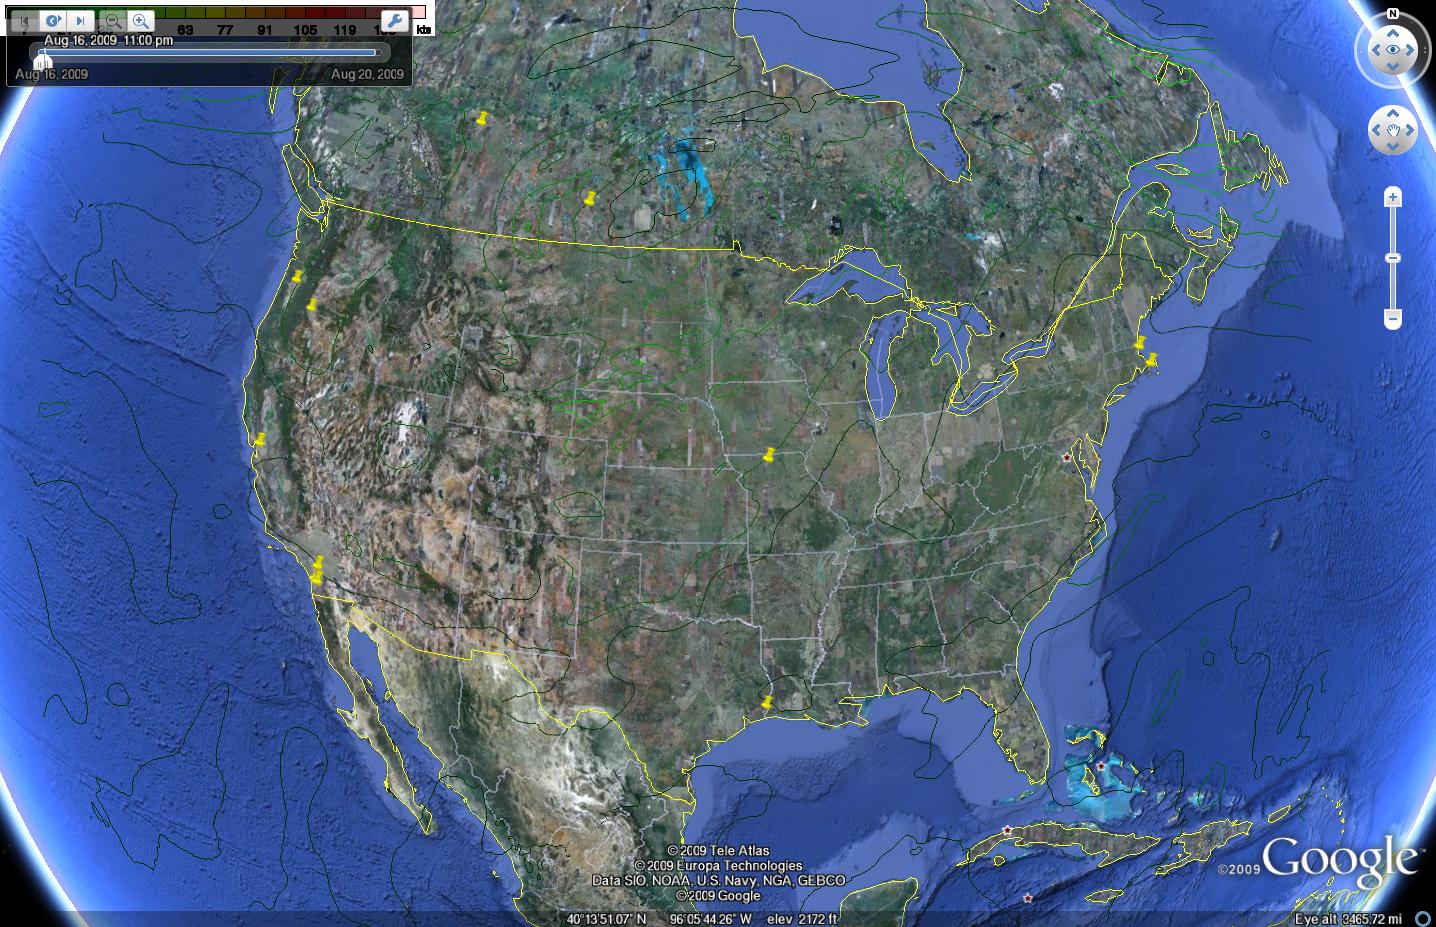 63 77 91 105 119 kts
Aug 16, 2009 11:00 pm
Aug 16, 2009 Aug 20, 2009
N
© 2009 Tele Atlas
© 2009 Europa Technologies
Data SIO, NOAA, U.S. Navy, NGA, GEBCO
© 2009 Google
©2009 Google™
40°13'51.07" N 96°05'44.26" W elev 2172 ft Eye alt 3465.72 mi